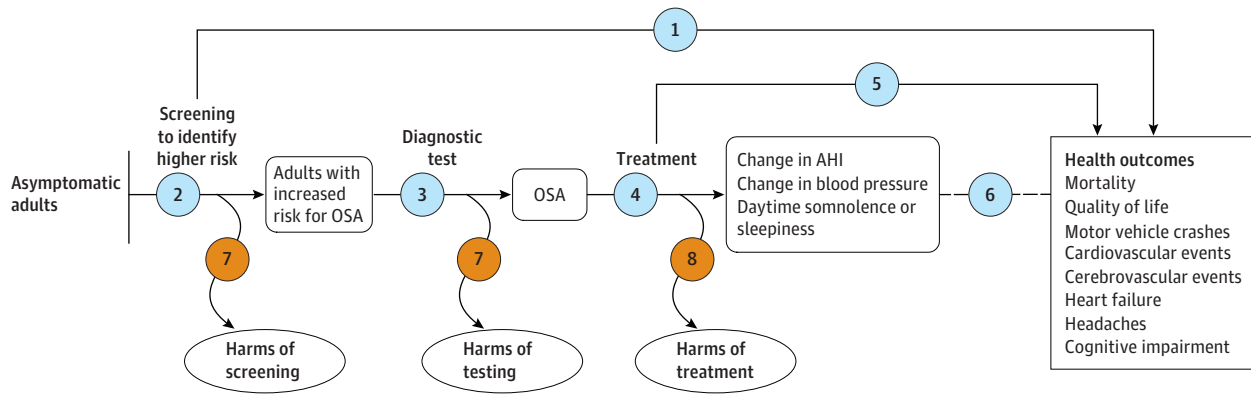 1
5
Screening
to identify
higher risk
Diagnostic
test
Treatment
Asymptomatic
adults
2
Adults with
increased
risk for OSA
3
OSA
4
Change in AHI
Change in blood pressure
Daytime somnolence or
sleepiness
6
Health outcomes
Mortality
Quality of life
Motor vehicle crashes
Cardiovascular events
Cerebrovascular events
Heart failure
Headaches
Cognitive impairment
7
7
8
Harms of
screening
Harms of
testing
Harms of
treatment